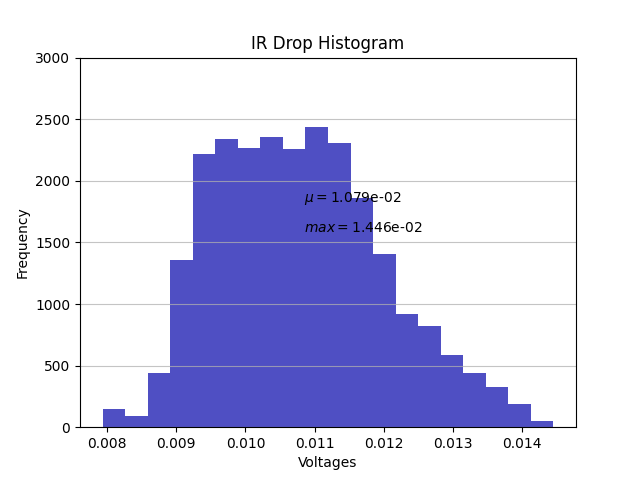 IR Drop Histogram
3000
2500
2000
1500
1000
500
0
Frequency
μ = 1.079e-02
max = 1.446e-02
0.008 0.009 0.010 0.011 0.012 0.013 0.014
Voltages